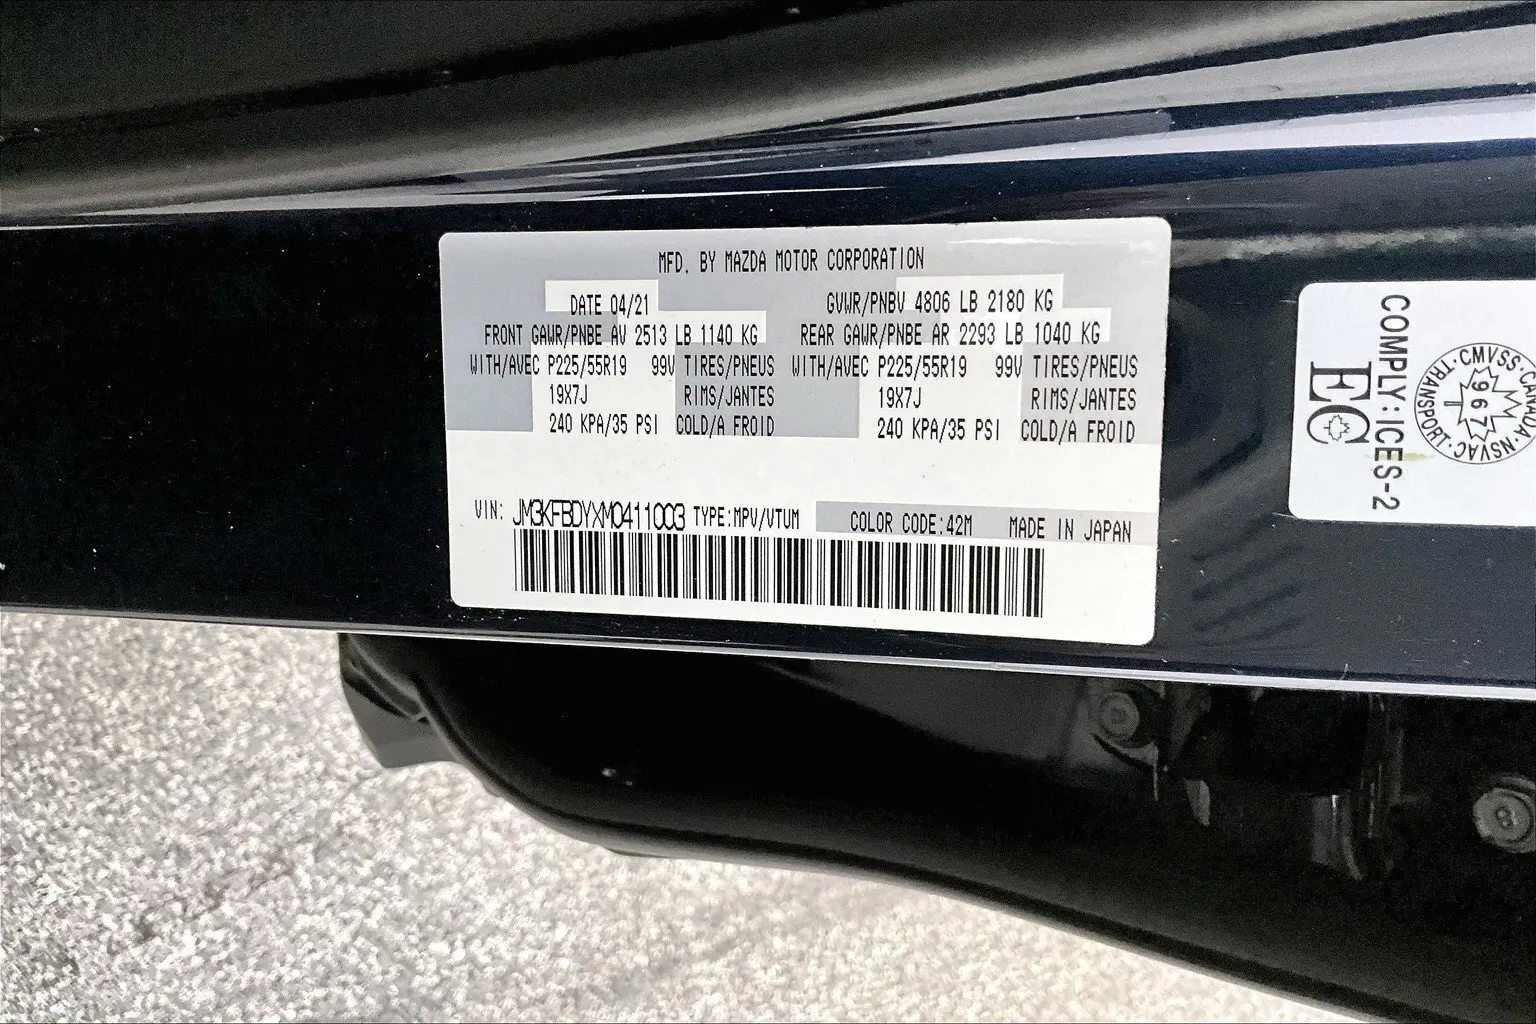 MFD. BY MAZDA MOTOR CORPORATION
DATE 04/21 GVWR/PNBV 4806 LB 2180 KG
FRONT GAWR/PNBE AV 2513 LB 1140 KG REAR GAWR/PNBE AR 2293 LB 1040 KG
WITH/AVEC P225/55R19 99V TIRES/PNEUS WITH/AVEC P225/55R19 99V TIRES/PNEUS
19X7J RIMS/JANTES 19X7J RIMS/JANTES
240 KPA/35 PSI COLD/A FROID 240 KPA/35 PSI COLD/A FROID
VIN: JM3KFBDYXM0411003 TYPE:MPV/VTUM COLOR CODE:42M MADE IN JAPAN
COMPLY:ICES-2
EC
CMVSS·CANADA·NSVAC·TRANSPORT·
967
8